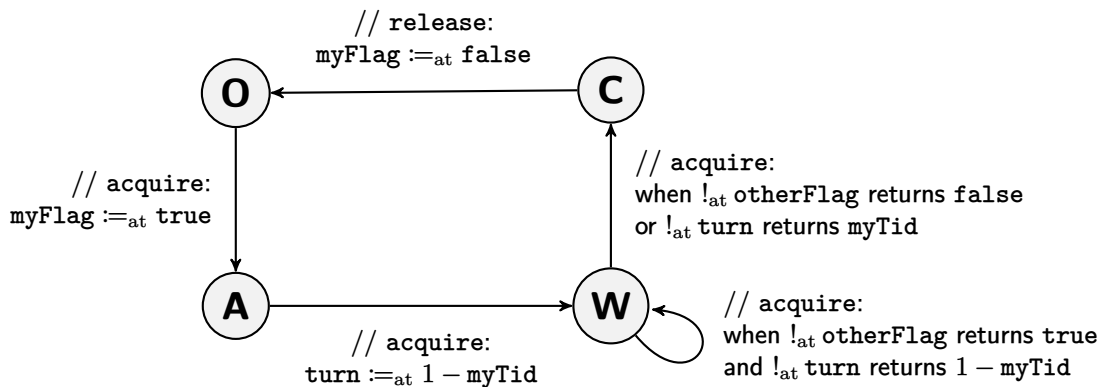 // release:
myFlag :=at false
O
C
// acquire:
myFlag :=at true
// acquire:
when !at otherFlag returns false
or !at turn returns myTid
A
W
// acquire:
turn :=at 1 − myTid
// acquire:
when !at otherFlag returns true
and !at turn returns 1 − myTid